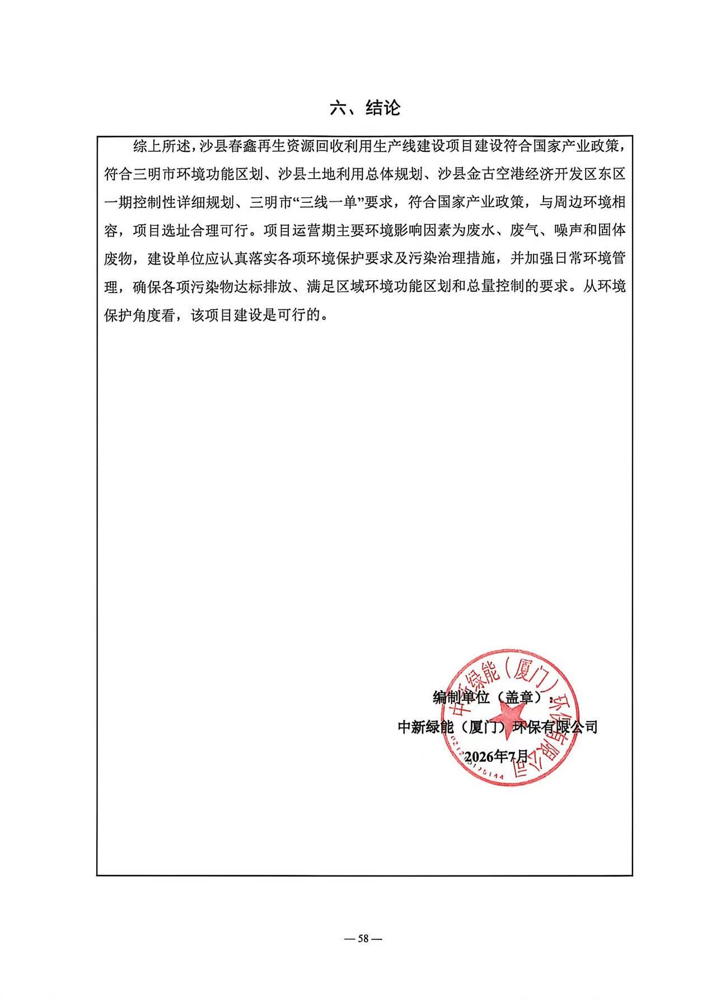 六、结论
综上所述，沙县春鑫再生资源回收利用生产线建设项目建设符合国家产业政策，
符合三明市环境功能区划、沙县土地利用总体规划、沙县金古空港经济开发区东区
一期控制性详细规划、三明市“三线一单”要求，符合国家产业政策，与周边环境相
容，项目选址合理可行。项目运营期主要环境影响因素为废水、废气、噪声和固体
废物，建设单位应认真落实各项环境保护要求及污染治理措施，并加强日常环境管
理，确保各项污染物达标排放、满足区域环境功能区划和总量控制的要求。从环境
保护角度看，该项目建设是可行的。
中新绿能（厦门）环保有限公司
编制单位（盖章）：
中新绿能（厦门）环保有限公司
2026年7月
— 58 —